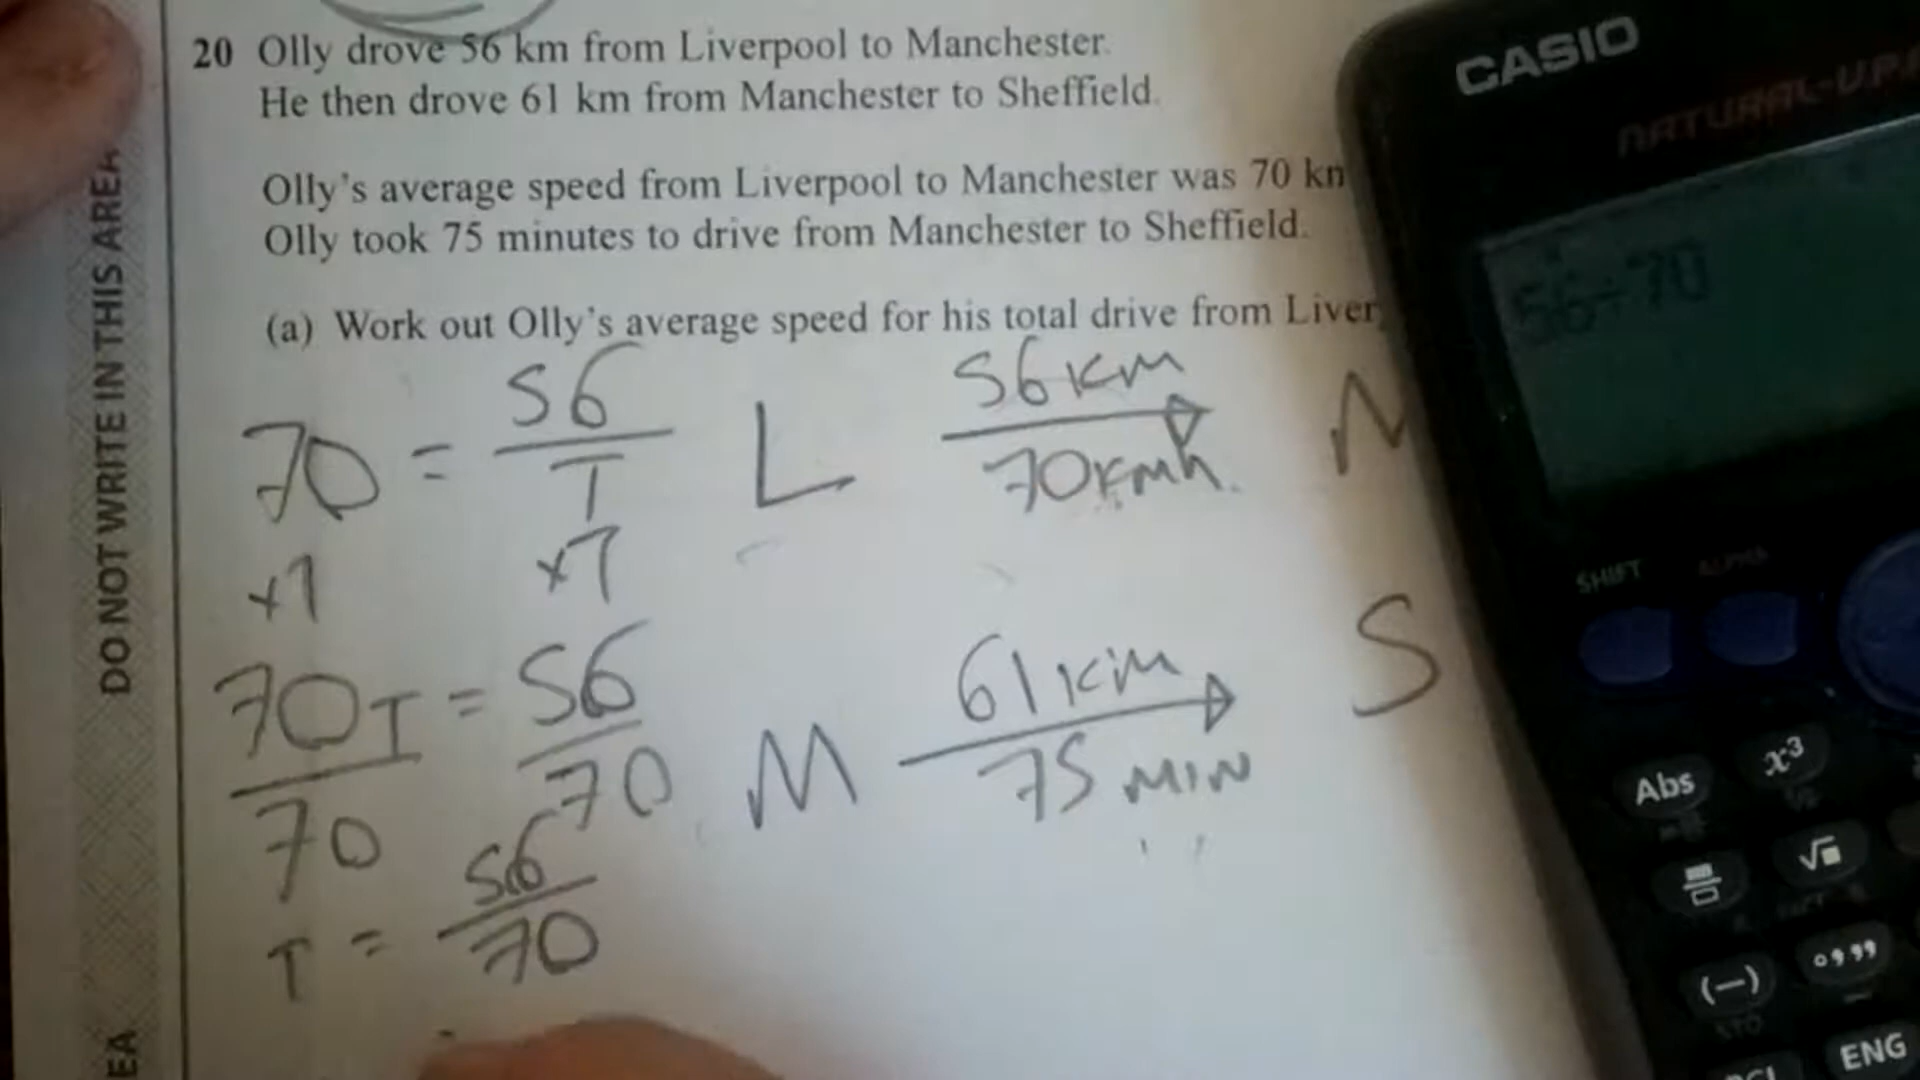 20 Olly drove 56 km from Liverpool to Manchester.
He then drove 61 km from Manchester to Sheffield.
Olly's average speed from Liverpool to Manchester was 70 km
Olly took 75 minutes to drive from Manchester to Sheffield.
(a) Work out Olly's average speed for his total drive from Liver
70 = 56/T
×T ×T
70T/70 = 56/70
T = 56/70
L 56km 70kmh. M
M 61km 75 MIN S
DO NOT WRITE IN THIS AREA
EA
CASIO
NATURAL-V.P.A
56÷70
SHIFT ALPHA
Abs x³
√■
(−) °,,,
STO
RCL ENG